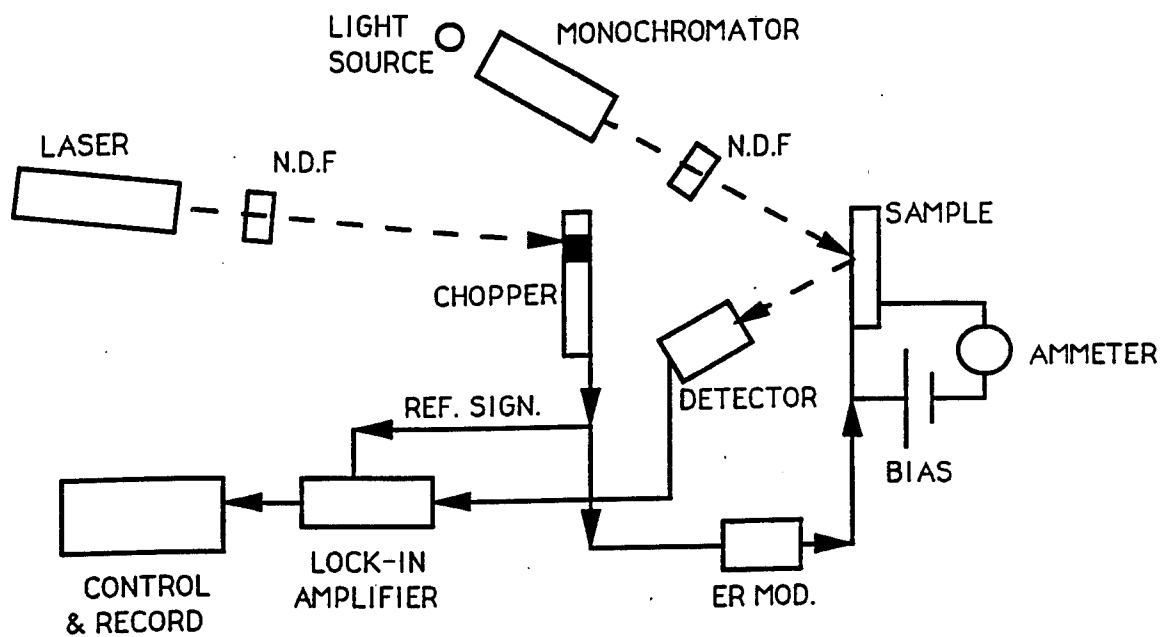 LIGHT
SOURCE
MONOCHROMATOR
LASER
N.D.F
N.D.F
SAMPLE
CHOPPER
AMMETER
DETECTOR
REF. SIGN.
BIAS
LOCK-IN
AMPLIFIER
ER MOD.
CONTROL
& RECORD